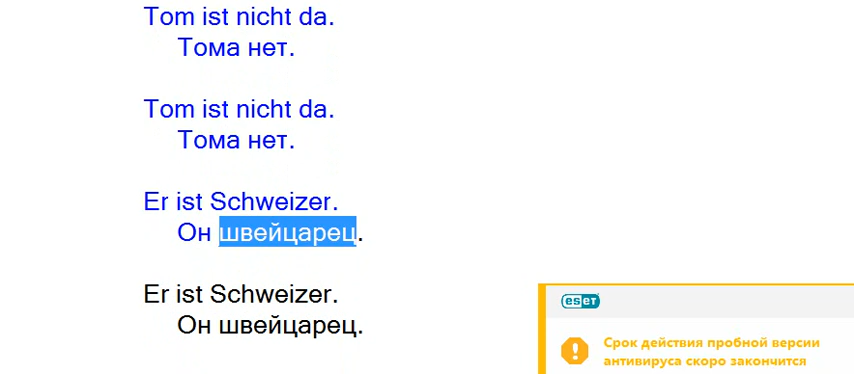 Tom ist nicht da.
Тома нет.
Tom ist nicht da.
Тома нет.
Er ist Schweizer.
Он швейцарец.
Er ist Schweizer.
Он швейцарец.
eset
Срок действия пробной версии
антивируса скоро закончится